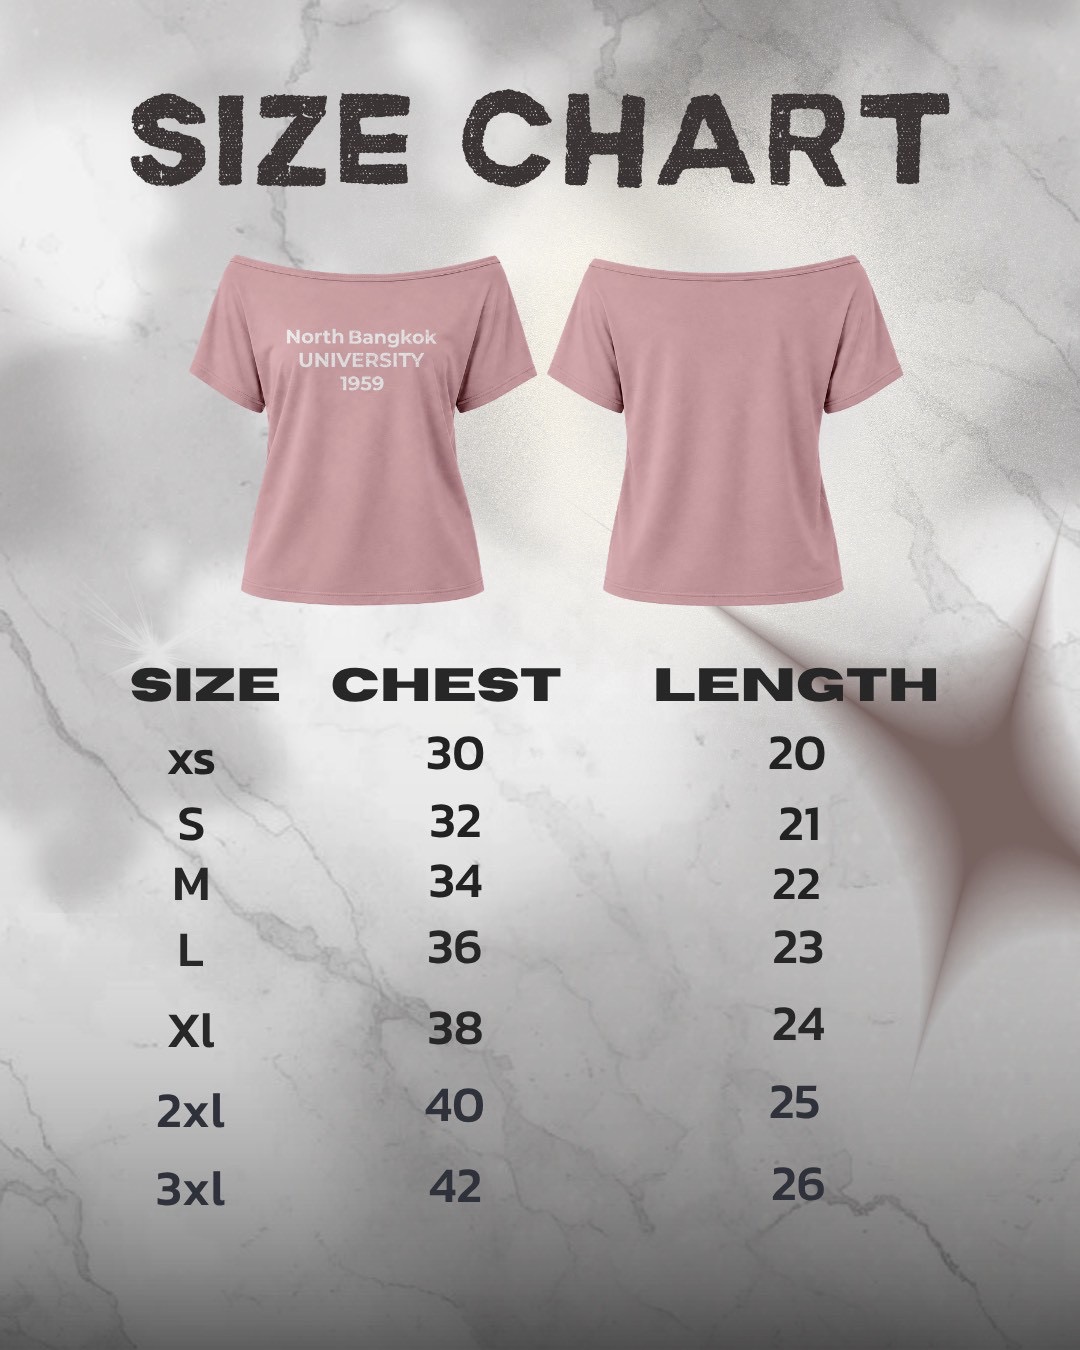 SIZE CHART
North Bangkok
UNIVERSITY
1959
SIZE CHEST LENGTH
xs 30 20
S 32 21
M 34 22
L 36 23
Xl 38 24
2xl 40 25
3xl 42 26